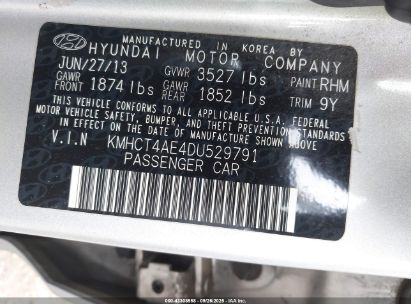 MANUFACTURED IN KOREA BY
HYUNDAI MOTOR COMPANY
JUN/27/13 GVWR 3527 lbs PAINT RHM
GAWR FRONT 1874 lbs GAWR REAR 1852 lbs TRIM 9Y
THIS VEHICLE CONFORMS TO ALL APPLICABLE U.S.A. FEDERAL
MOTOR VEHICLE SAFETY, BUMPER, AND THEFT PREVENTION STANDARDS
IN EFFECT ON THE DATE OF MANUFACTURE SHOWN ABOVE
V.I.N KMHCT4AE4DU529791
PASSENGER CAR